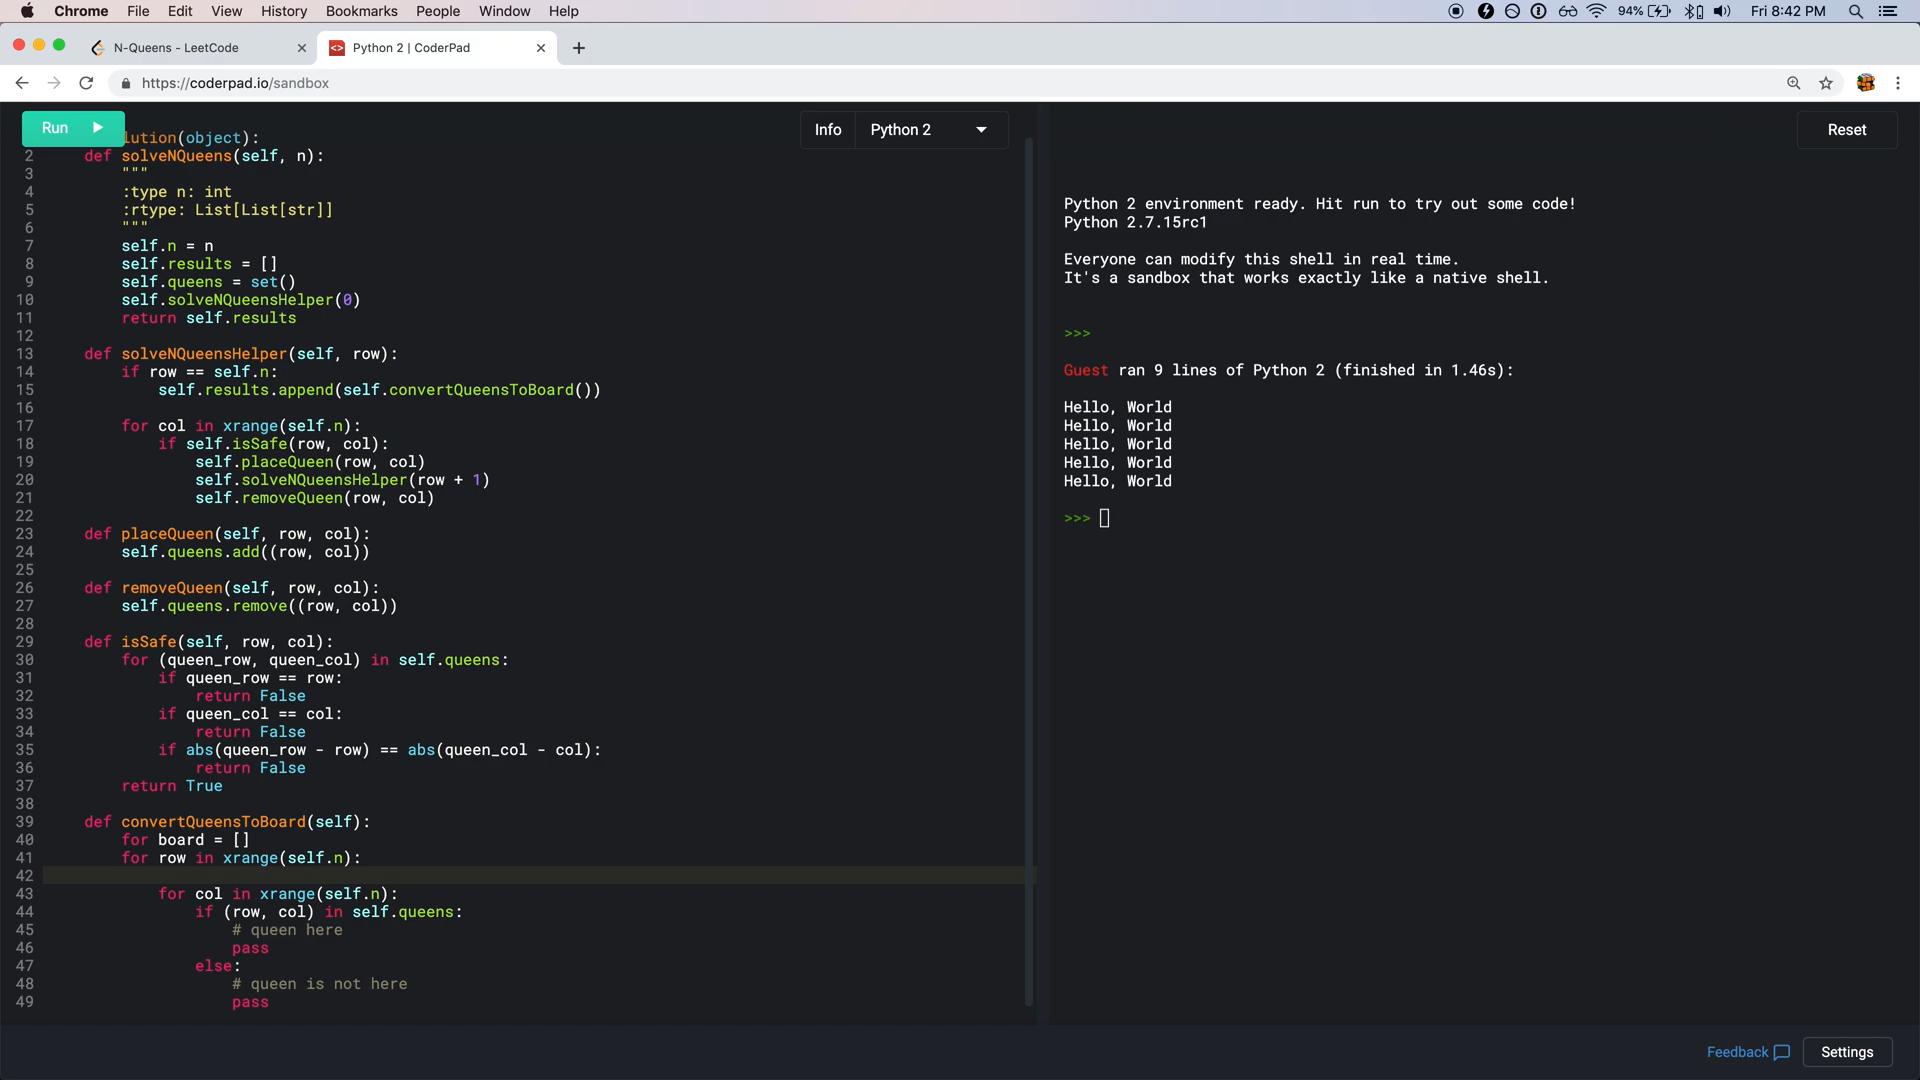 Chrome File Edit View History Bookmarks People Window Help 94% Fri 8:42 PM
N-Queens - LeetCode Python 2 | CoderPad
https://coderpad.io/sandbox
Run Info Python 2 Reset
lution(object):
2 def solveNQueens(self, n):
3 """
4 :type n: int
5 :rtype: List[List[str]]
6 """
7 self.n = n
8 self.results = []
9 self.queens = set()
10 self.solveNQueensHelper(0)
11 return self.results
12
13 def solveNQueensHelper(self, row):
14 if row == self.n:
15 self.results.append(self.convertQueensToBoard())
16
17 for col in xrange(self.n):
18 if self.isSafe(row, col):
19 self.placeQueen(row, col)
20 self.solveNQueensHelper(row + 1)
21 self.removeQueen(row, col)
22
23 def placeQueen(self, row, col):
24 self.queens.add((row, col))
25
26 def removeQueen(self, row, col):
27 self.queens.remove((row, col))
28
29 def isSafe(self, row, col):
30 for (queen_row, queen_col) in self.queens:
31 if queen_row == row:
32 return False
33 if queen_col == col:
34 return False
35 if abs(queen_row - row) == abs(queen_col - col):
36 return False
37 return True
38
39 def convertQueensToBoard(self):
40 for board = []
41 for row in xrange(self.n):
42
43 for col in xrange(self.n):
44 if (row, col) in self.queens:
45 # queen here
46 pass
47 else:
48 # queen is not here
49 pass
Python 2 environment ready. Hit run to try out some code!
Python 2.7.15rc1
Everyone can modify this shell in real time.
It's a sandbox that works exactly like a native shell.
>>>
Guest ran 9 lines of Python 2 (finished in 1.46s):
Hello, World
Hello, World
Hello, World
Hello, World
Hello, World
>>>
Feedback Settings